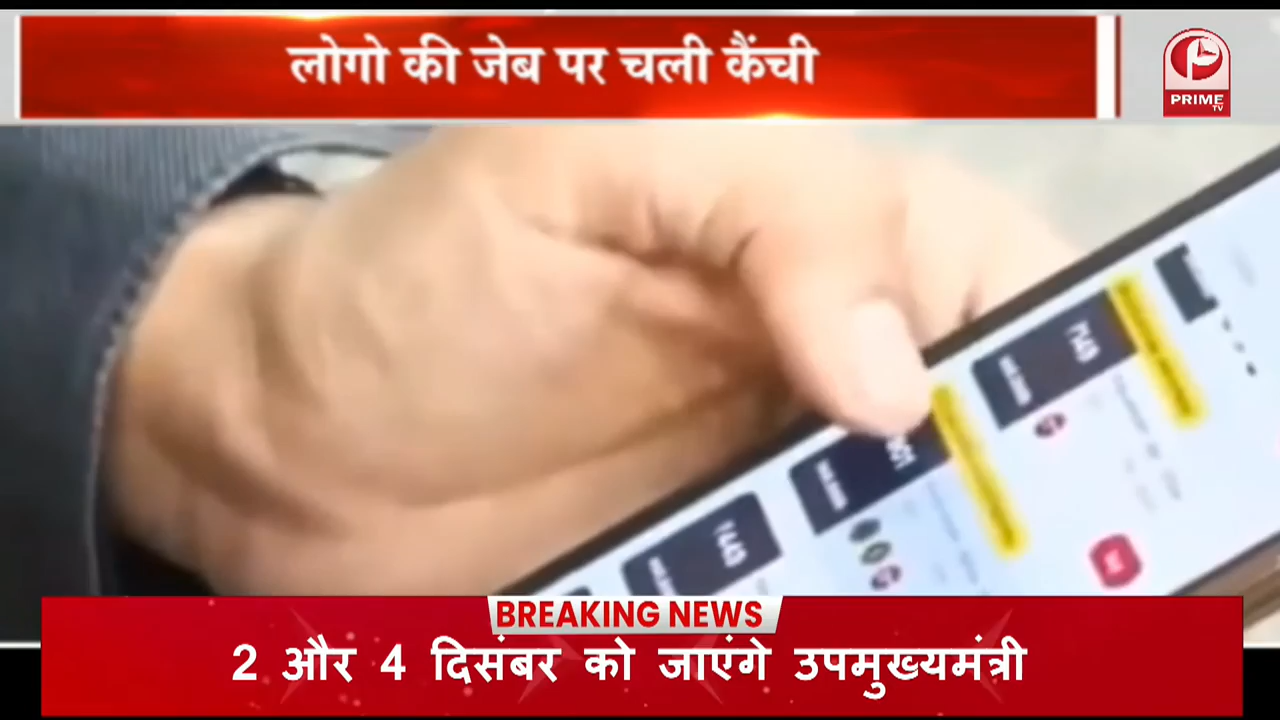 लोगो की जेब पर चली कैंची
PRIME
TV
BREAKING NEWS
2 और 4 दिसंबर को जाएंगे उपमुख्यमंत्री